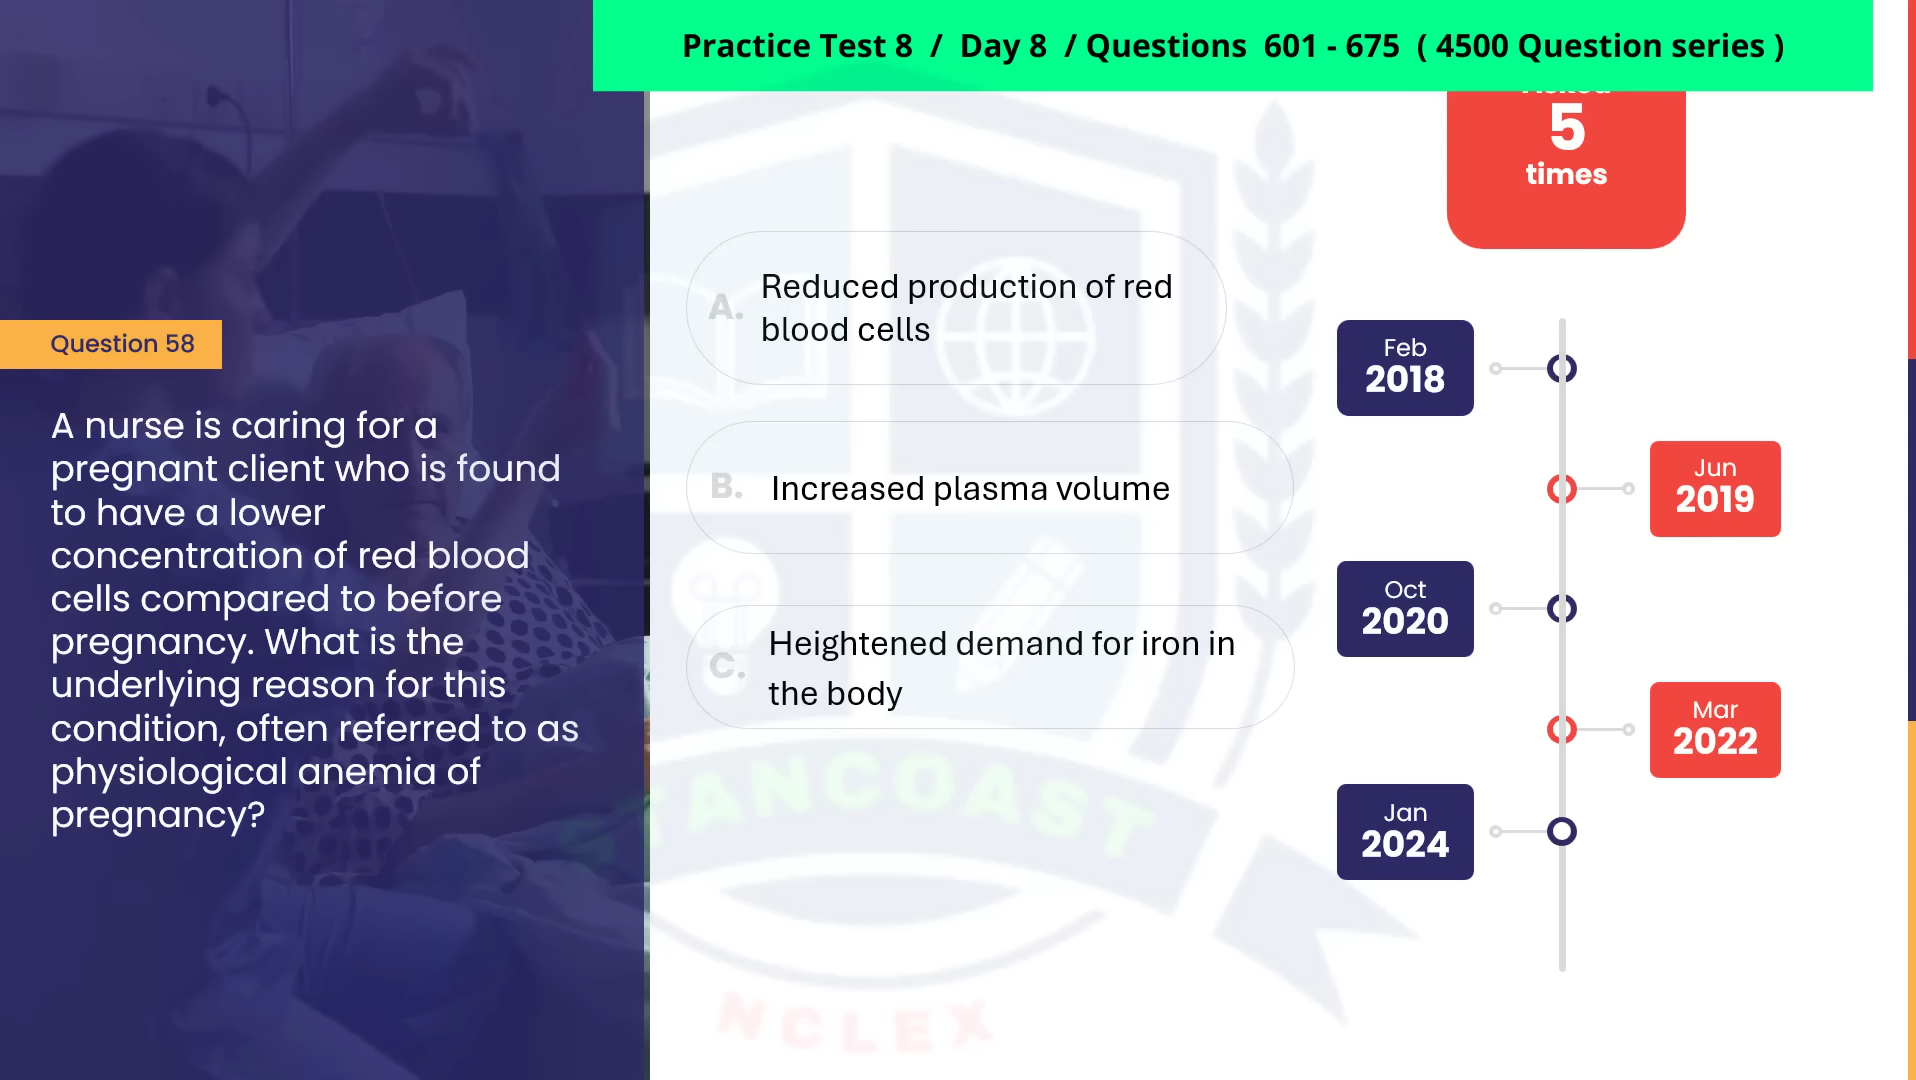 Practice Test 8 / Day 8 / Questions 601 - 675 ( 4500 Question series )
Question 58
A nurse is caring for a
pregnant client who is found
to have a lower
concentration of red blood
cells compared to before
pregnancy. What is the
underlying reason for this
condition, often referred to as
physiological anemia of
pregnancy?
A. Reduced production of red
blood cells
B. Increased plasma volume
C. Heightened demand for iron in
the body
5
times
Feb
2018
Jun
2019
Oct
2020
Mar
2022
Jan
2024
TANCOAST
NCLEX